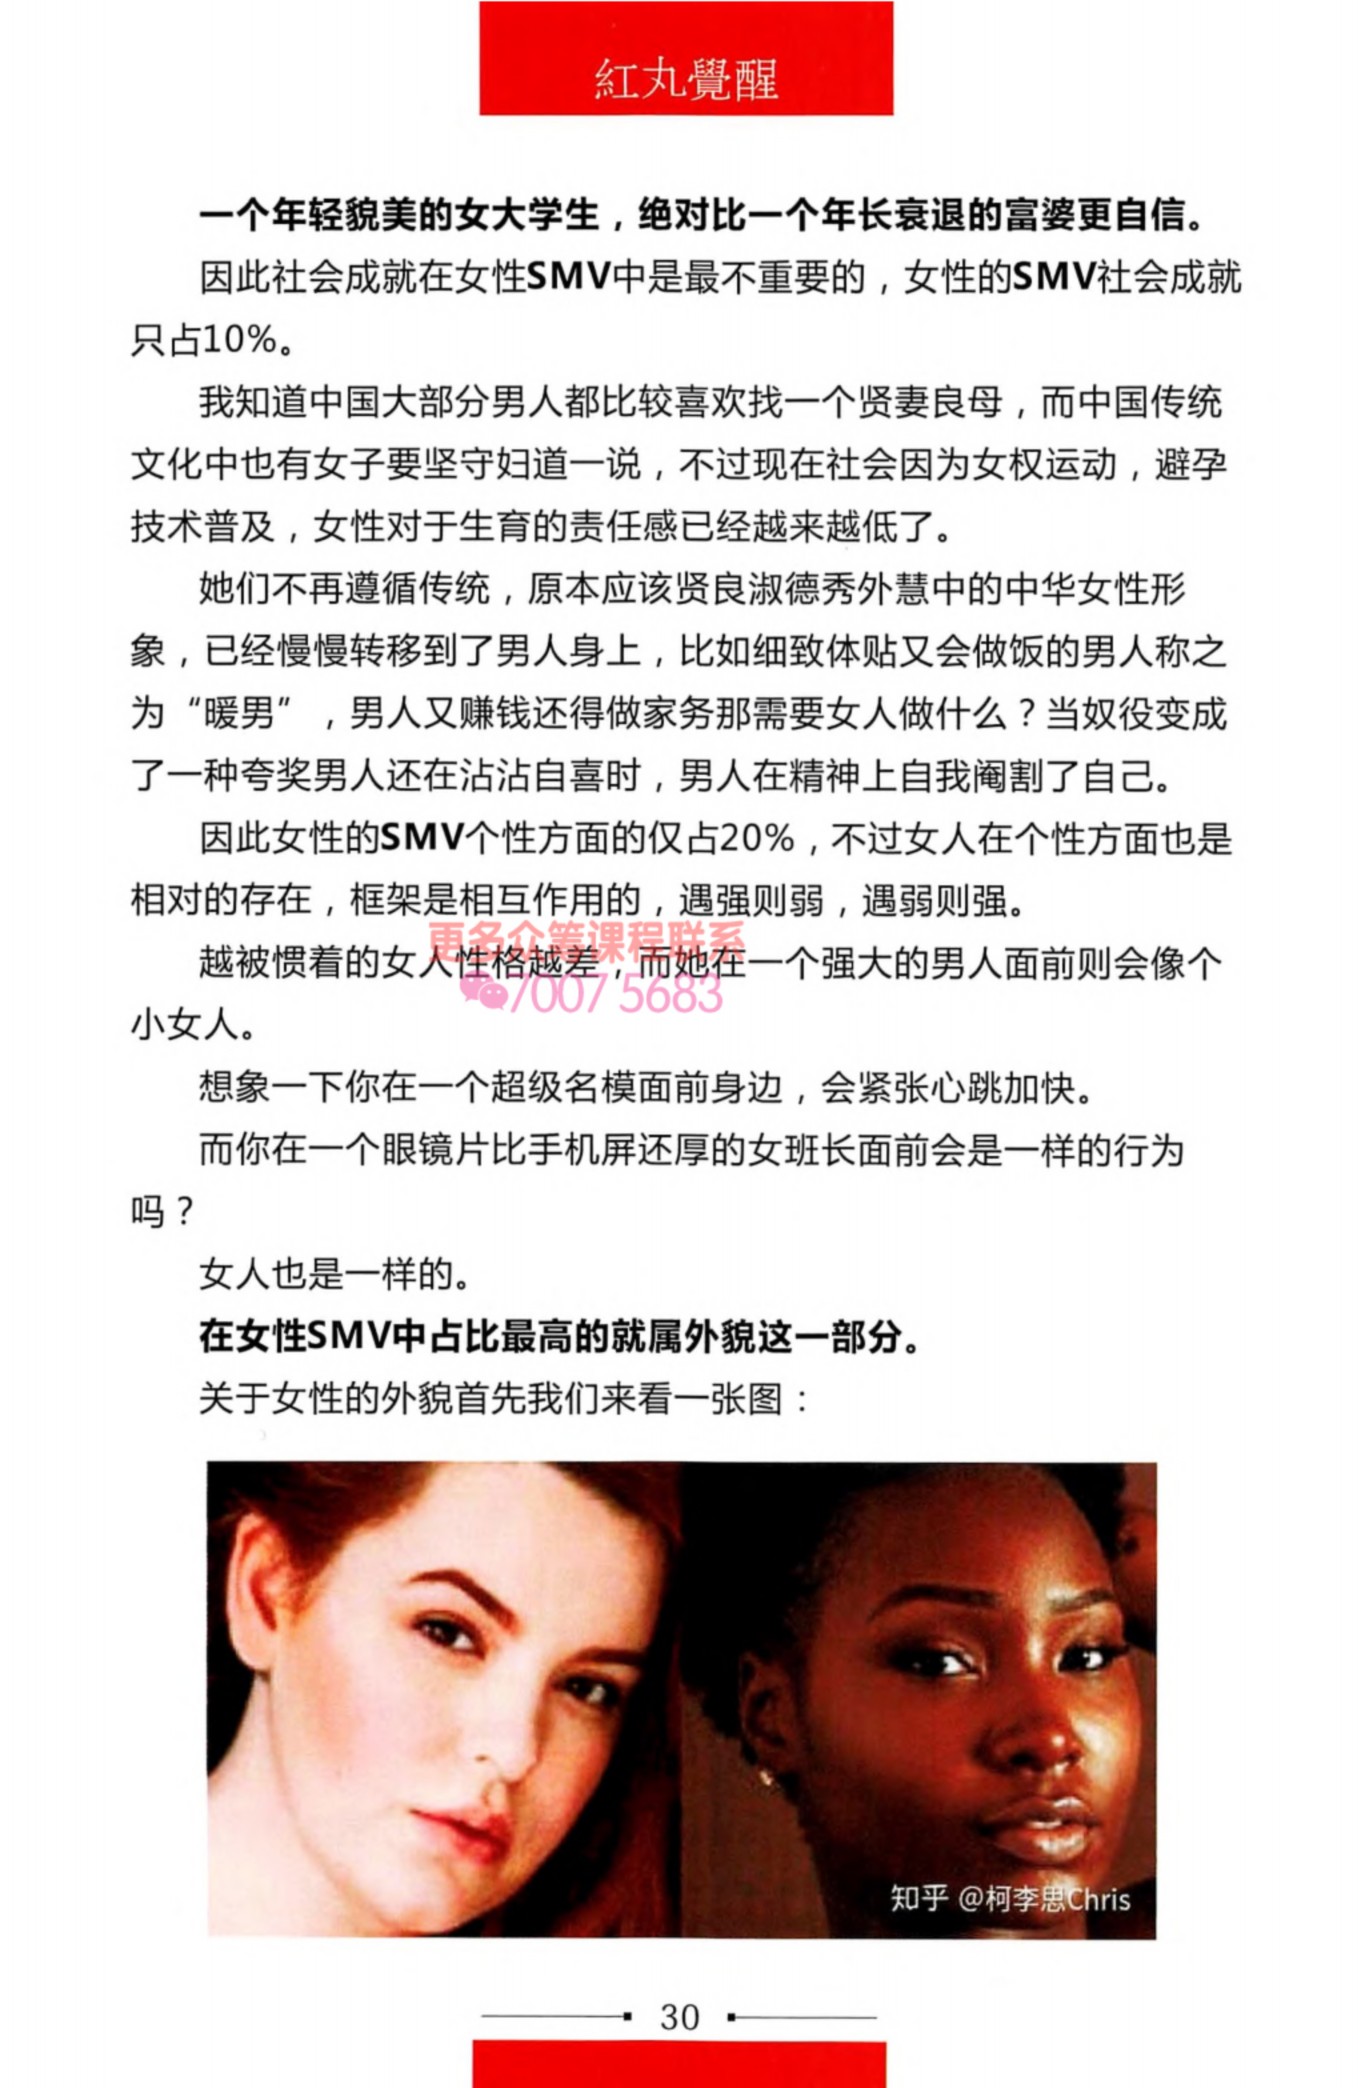 紅丸覺醒
一个年轻貌美的女大学生，绝对比一个年长衰退的富婆更自信。
因此社会成就在女性SMV中是最不重要的，女性的SMV社会成就
只占10%。
我知道中国大部分男人都比较喜欢找一个贤妻良母，而中国传统
文化中也有女子要坚守妇道一说，不过现在社会因为女权运动，避孕
技术普及，女性对于生育的责任感已经越来越低了。
她们不再遵循传统，原本应该贤良淑德秀外慧中的中华女性形
象，已经慢慢转移到了男人身上，比如细致体贴又会做饭的男人称之
为“暖男”，男人又赚钱还得做家务那需要女人做什么？当奴役变成
了一种夸奖男人还在沾沾自喜时，男人在精神上自我阉割了自己。
因此女性的SMV个性方面的仅占20%，不过女人在个性方面也是
相对的存在，框架是相互作用的，遇强则弱，遇弱则强。
更多众筹课程联系
越被惯着的女人性格越差，而她在一个强大的男人面前则会像个
70075683
小女人。
想象一下你在一个超级名模面前身边，会紧张心跳加快。
而你在一个眼镜片比手机屏还厚的女班长面前会是一样的行为
吗？
女人也是一样的。
在女性SMV中占比最高的就属外貌这一部分。
关于女性的外貌首先我们来看一张图：
知乎 @柯李思Chris
30